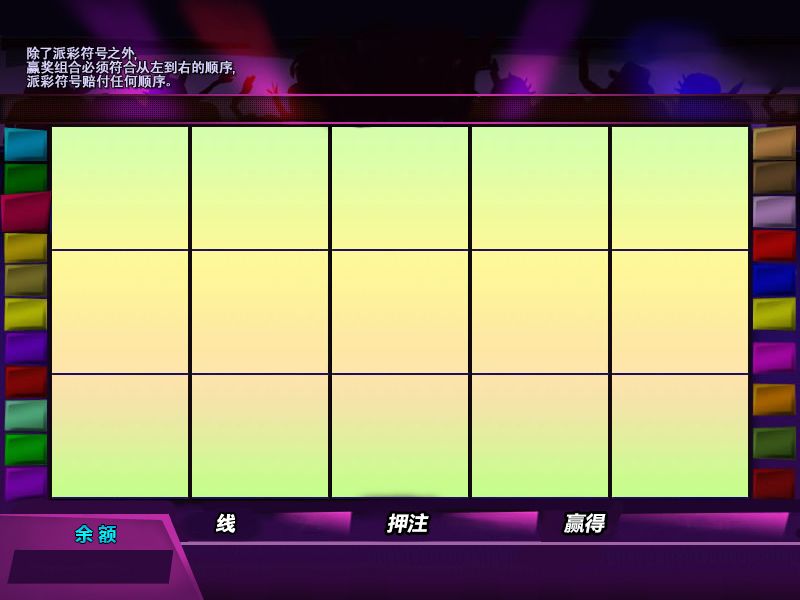 除了派彩符号之外,
赢奖组合必须符合从左到右的顺序,
派彩符号赔付任何顺序。
余额
线
押注
赢得